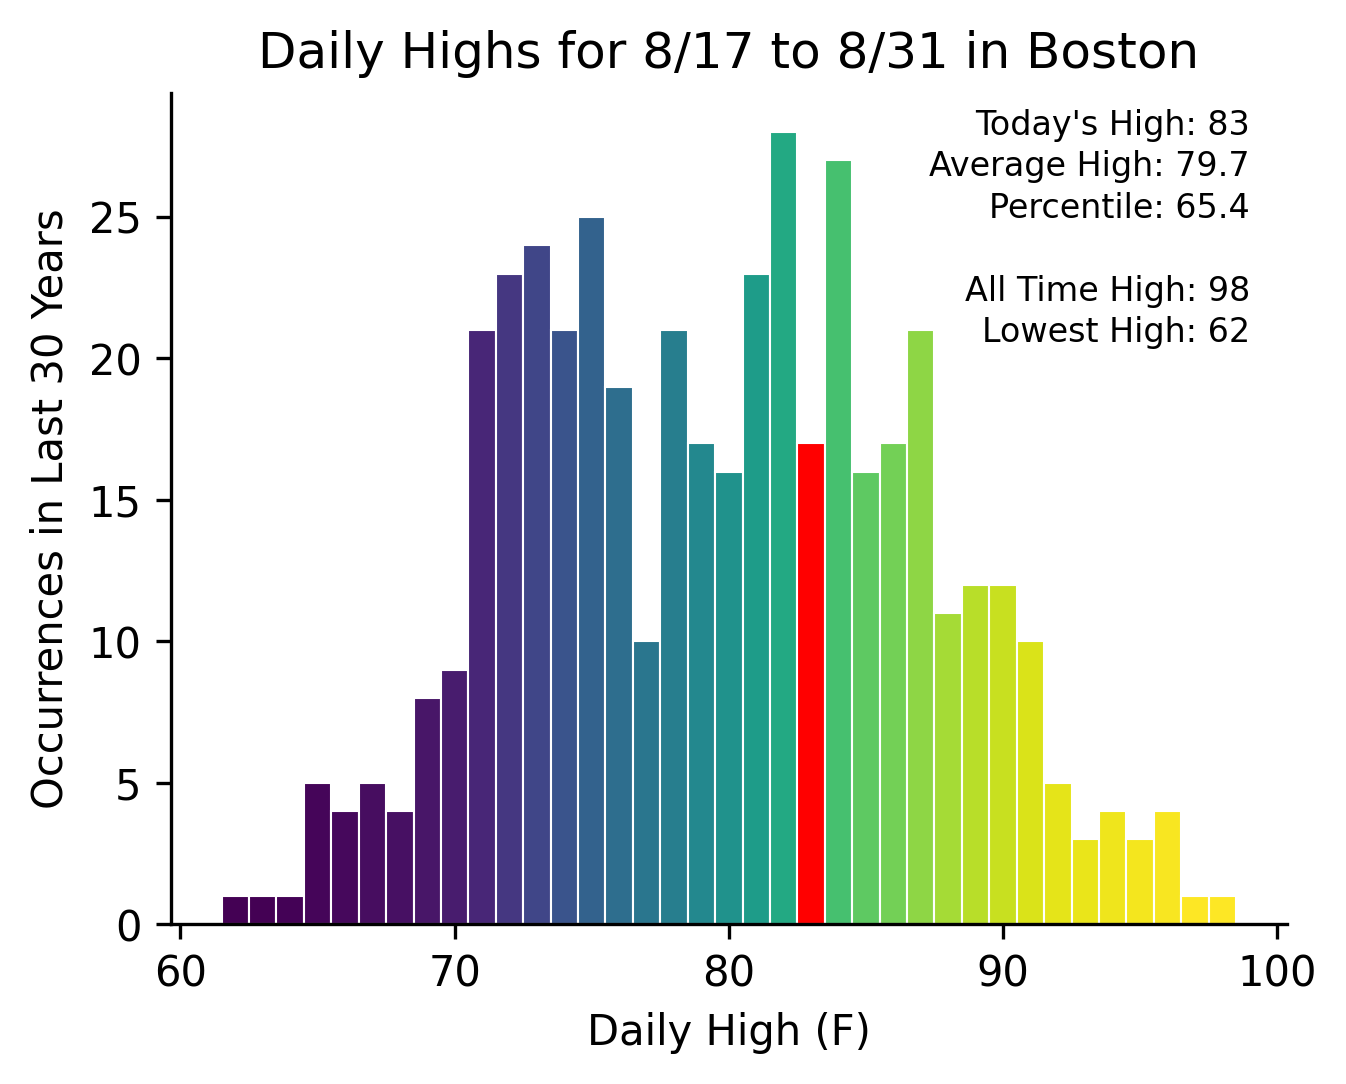 Daily Highs for 8/17 to 8/31 in Boston
Today's High: 83
Average High: 79.7
Percentile: 65.4
All Time High: 98
Lowest High: 62
Occurrences in Last 30 Years
25
20
15
10
5
0
60 70 80 90 100
Daily High (F)